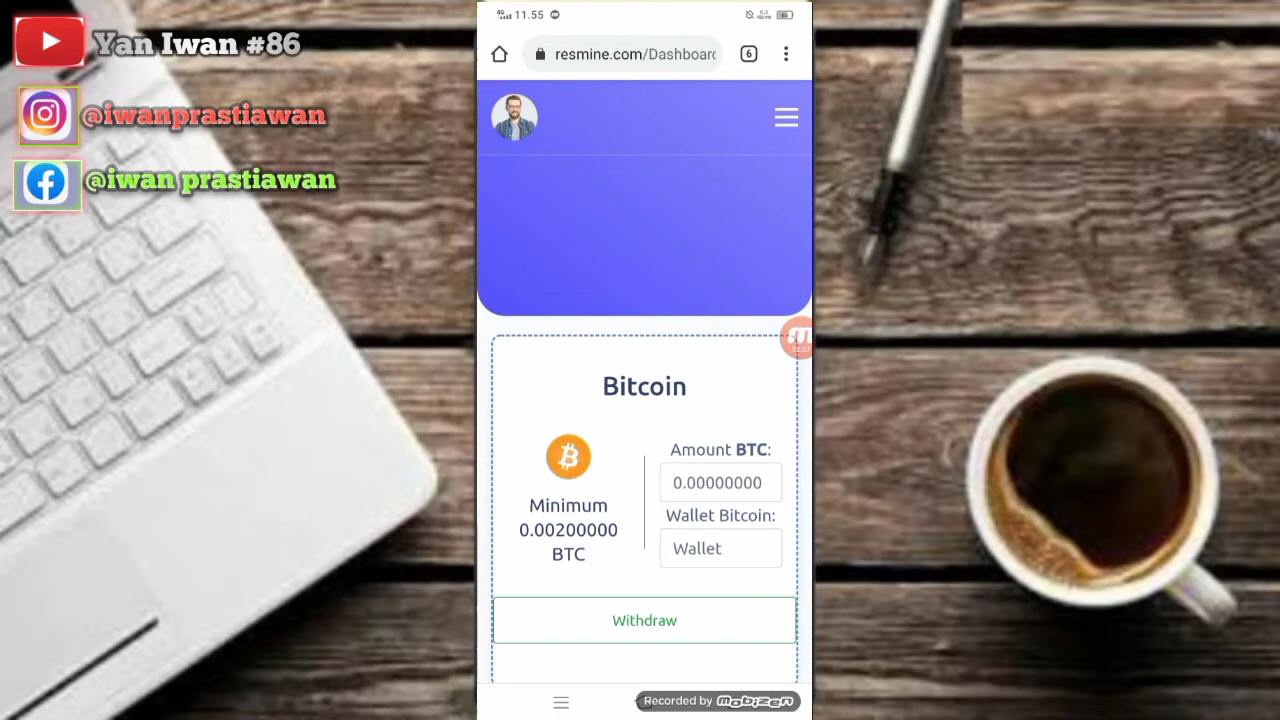 Yan Iwan #86
@iwanprastiawan
@iwan prastiawan
4G 11.55
resmine.com/Dashboard
6
Bitcoin
Minimum
0.00200000
BTC
Amount BTC:
0.00000000
Wallet Bitcoin:
Wallet
Withdraw
Recorded by mobizen